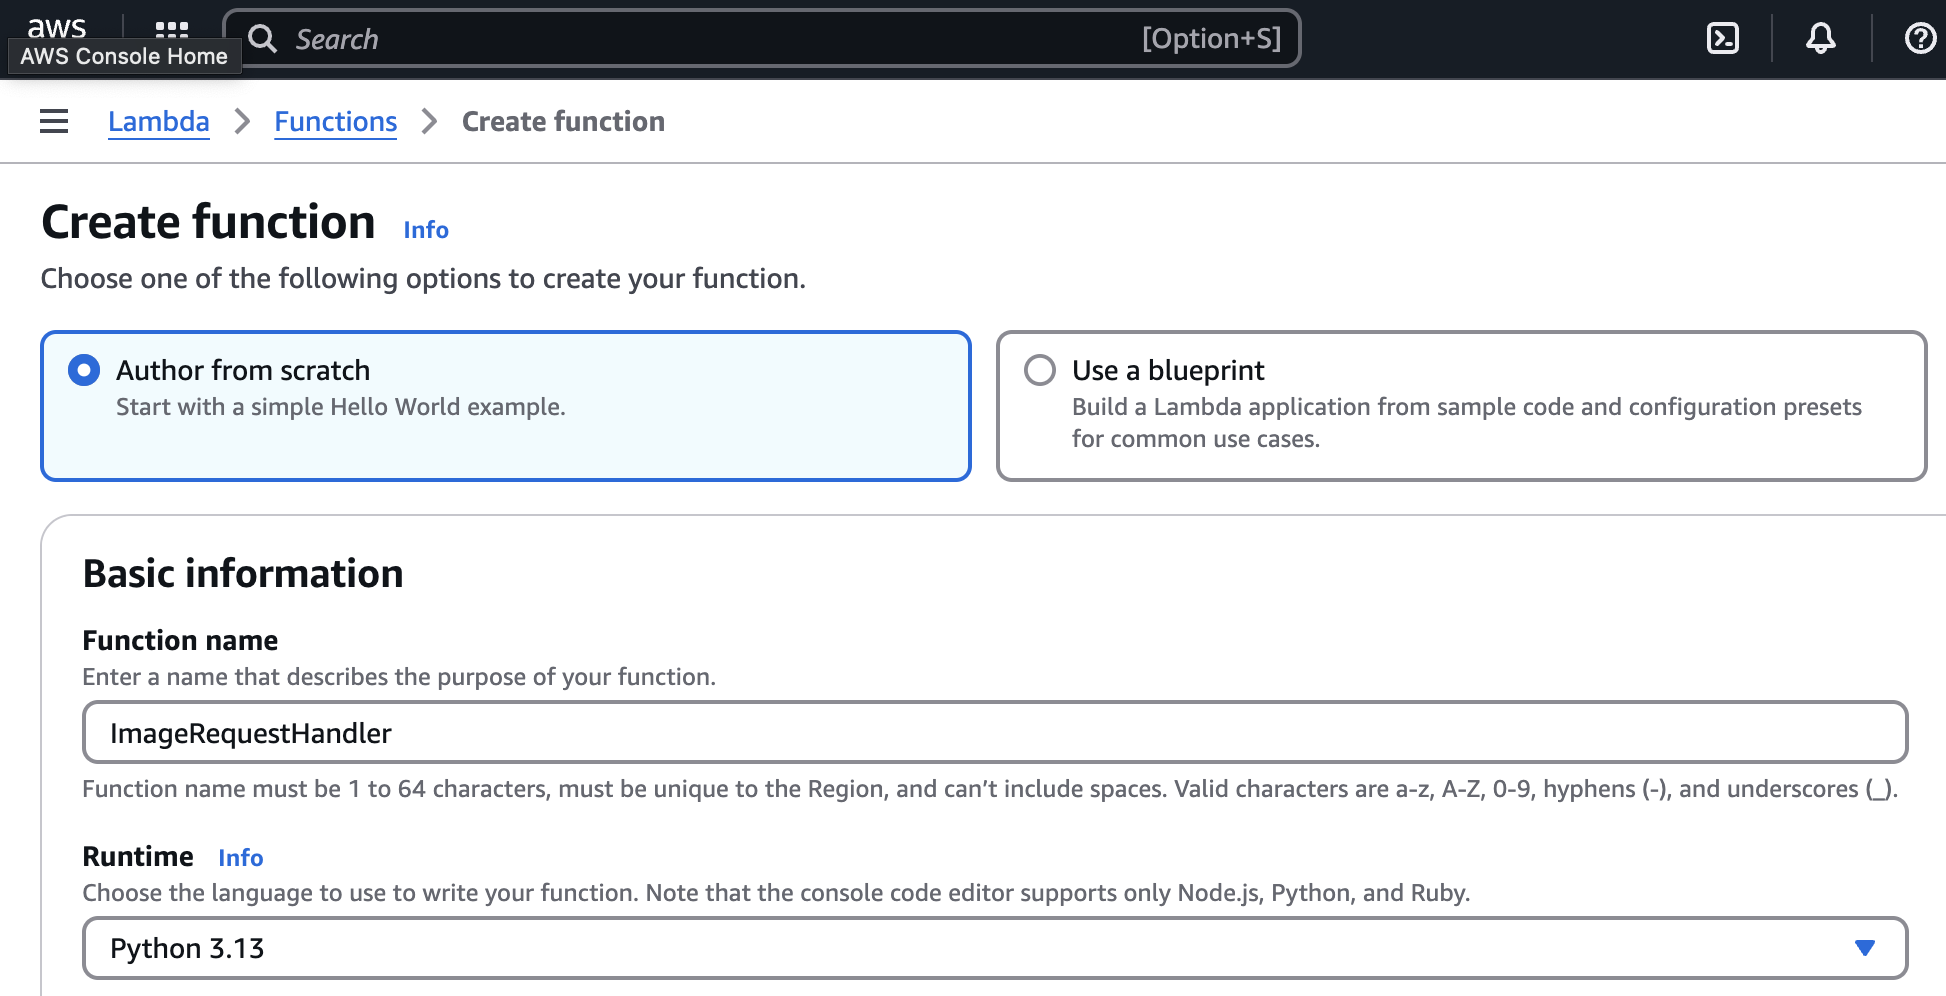 aws
Search
[Option+S]
AWS Console Home
Lambda
Functions
Create function
Create function
Info
Choose one of the following options to create your function.
Author from scratch
Start with a simple Hello World example.
Use a blueprint
Build a Lambda application from sample code and configuration presets
for common use cases.
Basic information
Function name
Enter a name that describes the purpose of your function.
ImageRequestHandler
Function name must be 1 to 64 characters, must be unique to the Region, and can’t include spaces. Valid characters are a-z, A-Z, 0-9, hyphens (-), and underscores (_).
Runtime
Info
Choose the language to use to write your function. Note that the console code editor supports only Node.js, Python, and Ruby.
Python 3.13